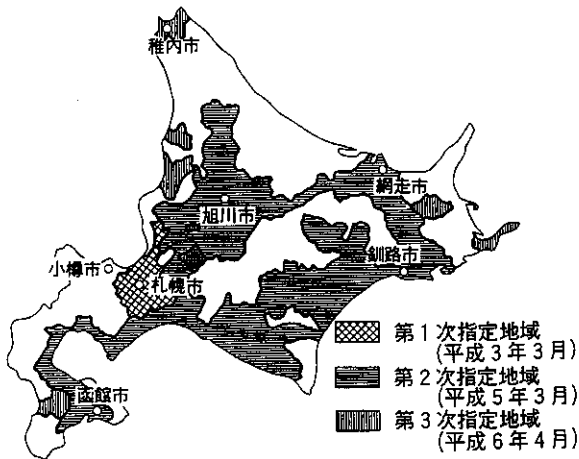 稚内市
網走市
旭川市
釧路市
小樽市
札幌市
函館市
第1次指定地域
(平成3年3月)
第2次指定地域
(平成5年3月)
第3次指定地域
(平成6年4月)